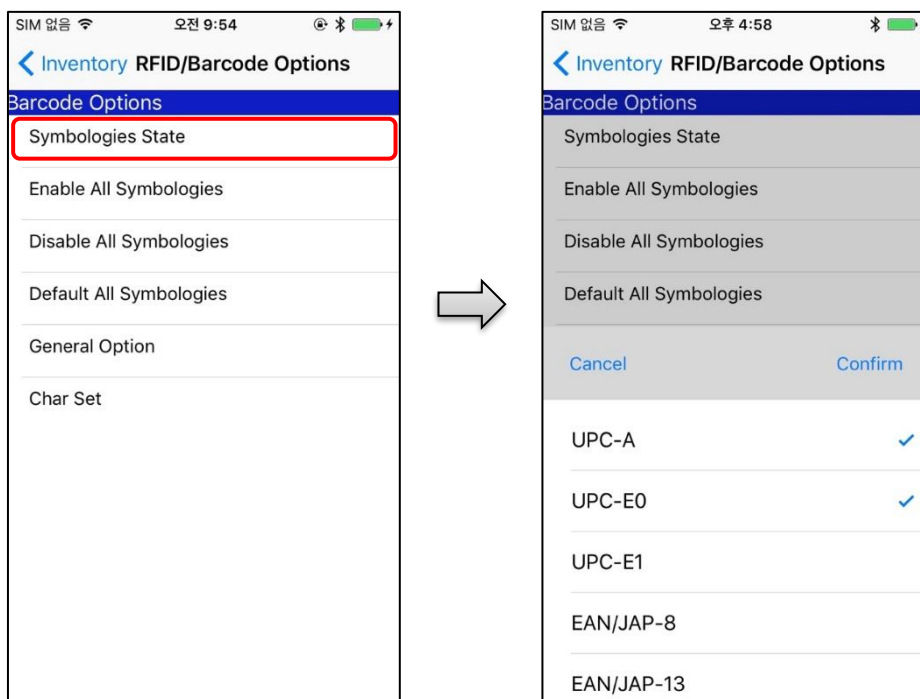 SIM 없음 오전 9:54
Inventory RFID/Barcode Options
Barcode Options
Symbologies State
Enable All Symbologies
Disable All Symbologies
Default All Symbologies
General Option
Char Set
SIM 없음 오후 4:58
Inventory RFID/Barcode Options
Barcode Options
Symbologies State
Enable All Symbologies
Disable All Symbologies
Default All Symbologies
Cancel Confirm
UPC-A
UPC-E0
UPC-E1
EAN/JAP-8
EAN/JAP-13